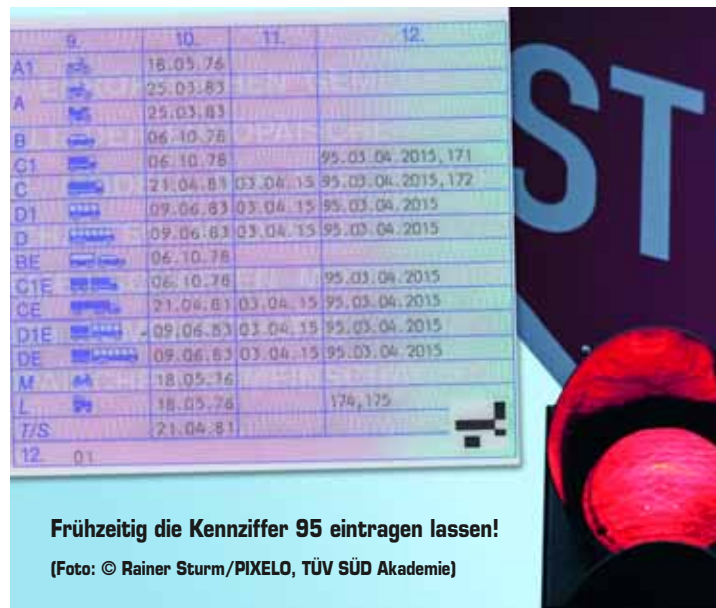 9. 10. 11. 12.
A1 18.05.76
A 25.03.83
25.03.83
B 06.10.78
C1 06.10.78 95.03.04.2015,171
C 21.04.81 03.04.15 95.03.04.2015,172
D1 09.06.83 03.04.15 95.03.04.2015
D 09.06.83 03.04.15 95.03.04.2015
BE 06.10.78
C1E 06.10.78 95.03.04.2015
CE 21.04.81 03.04.15 95.03.04.2015
D1E 09.06.83 03.04.15 95.03.04.2015
DE 09.06.83 03.04.15 95.03.04.2015
M 18.05.76
L 18.05.76 174,175
T/S 21.04.81
12. 01
ST
Frühzeitig die Kennziffer 95 eintragen lassen!
(Foto: © Rainer Sturm/PIXELO, TÜV SÜD Akademie)